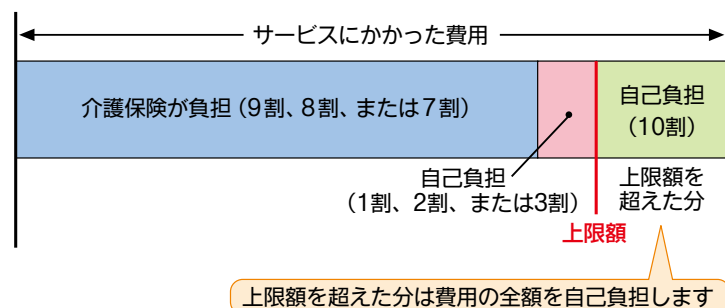 サービスにかかった費用
介護保険が負担（9割、8割、または7割）
自己負担
（10割）
自己負担
（1割、2割、または3割）
上限額を
超えた分
上限額
上限額を超えた分は費用の全額を自己負担します